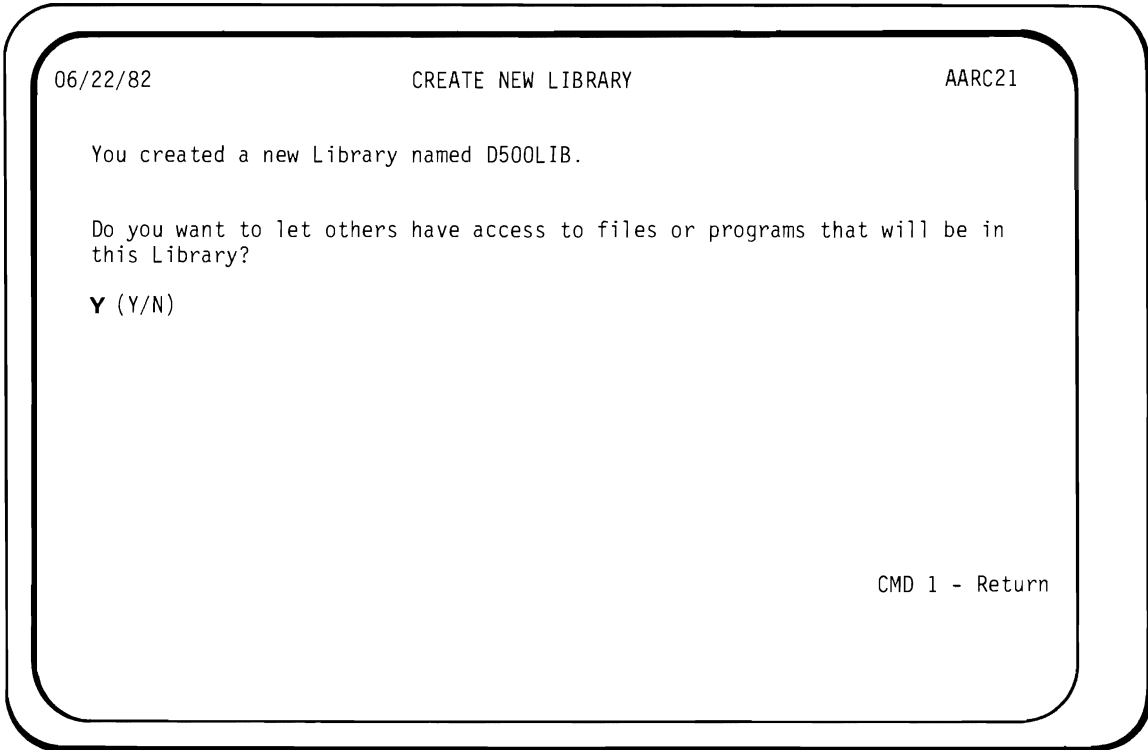 06/22/82 CREATE NEW LIBRARY AARC21
You created a new Library named D500LIB.
Do you want to let others have access to files or programs that will be in
this Library?
Y (Y/N)
CMD 1 - Return